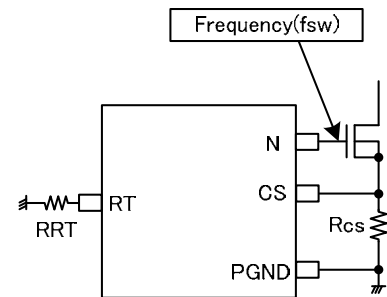 Frequency(fsw)
N
RT
CS
RRT
Rcs
PGND